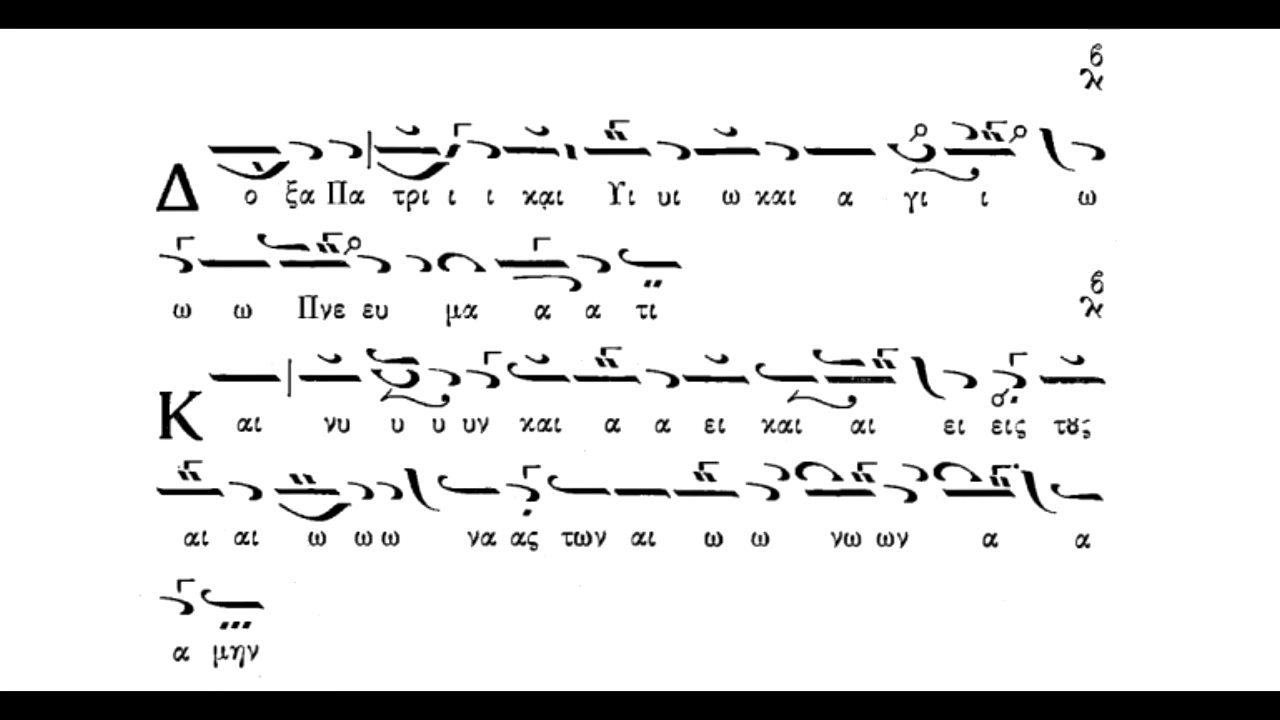 Δ ο ξα Πα τρι ι ι και Υι υι ω και α γι ι ω
ω ω Πνε ευ μα α α τι
Κ αι νυ υ υ υν και α α ει και αι ει εις τȣς
αι αι ω ω ω να ας των αι ω ω νω ων α α
α μην